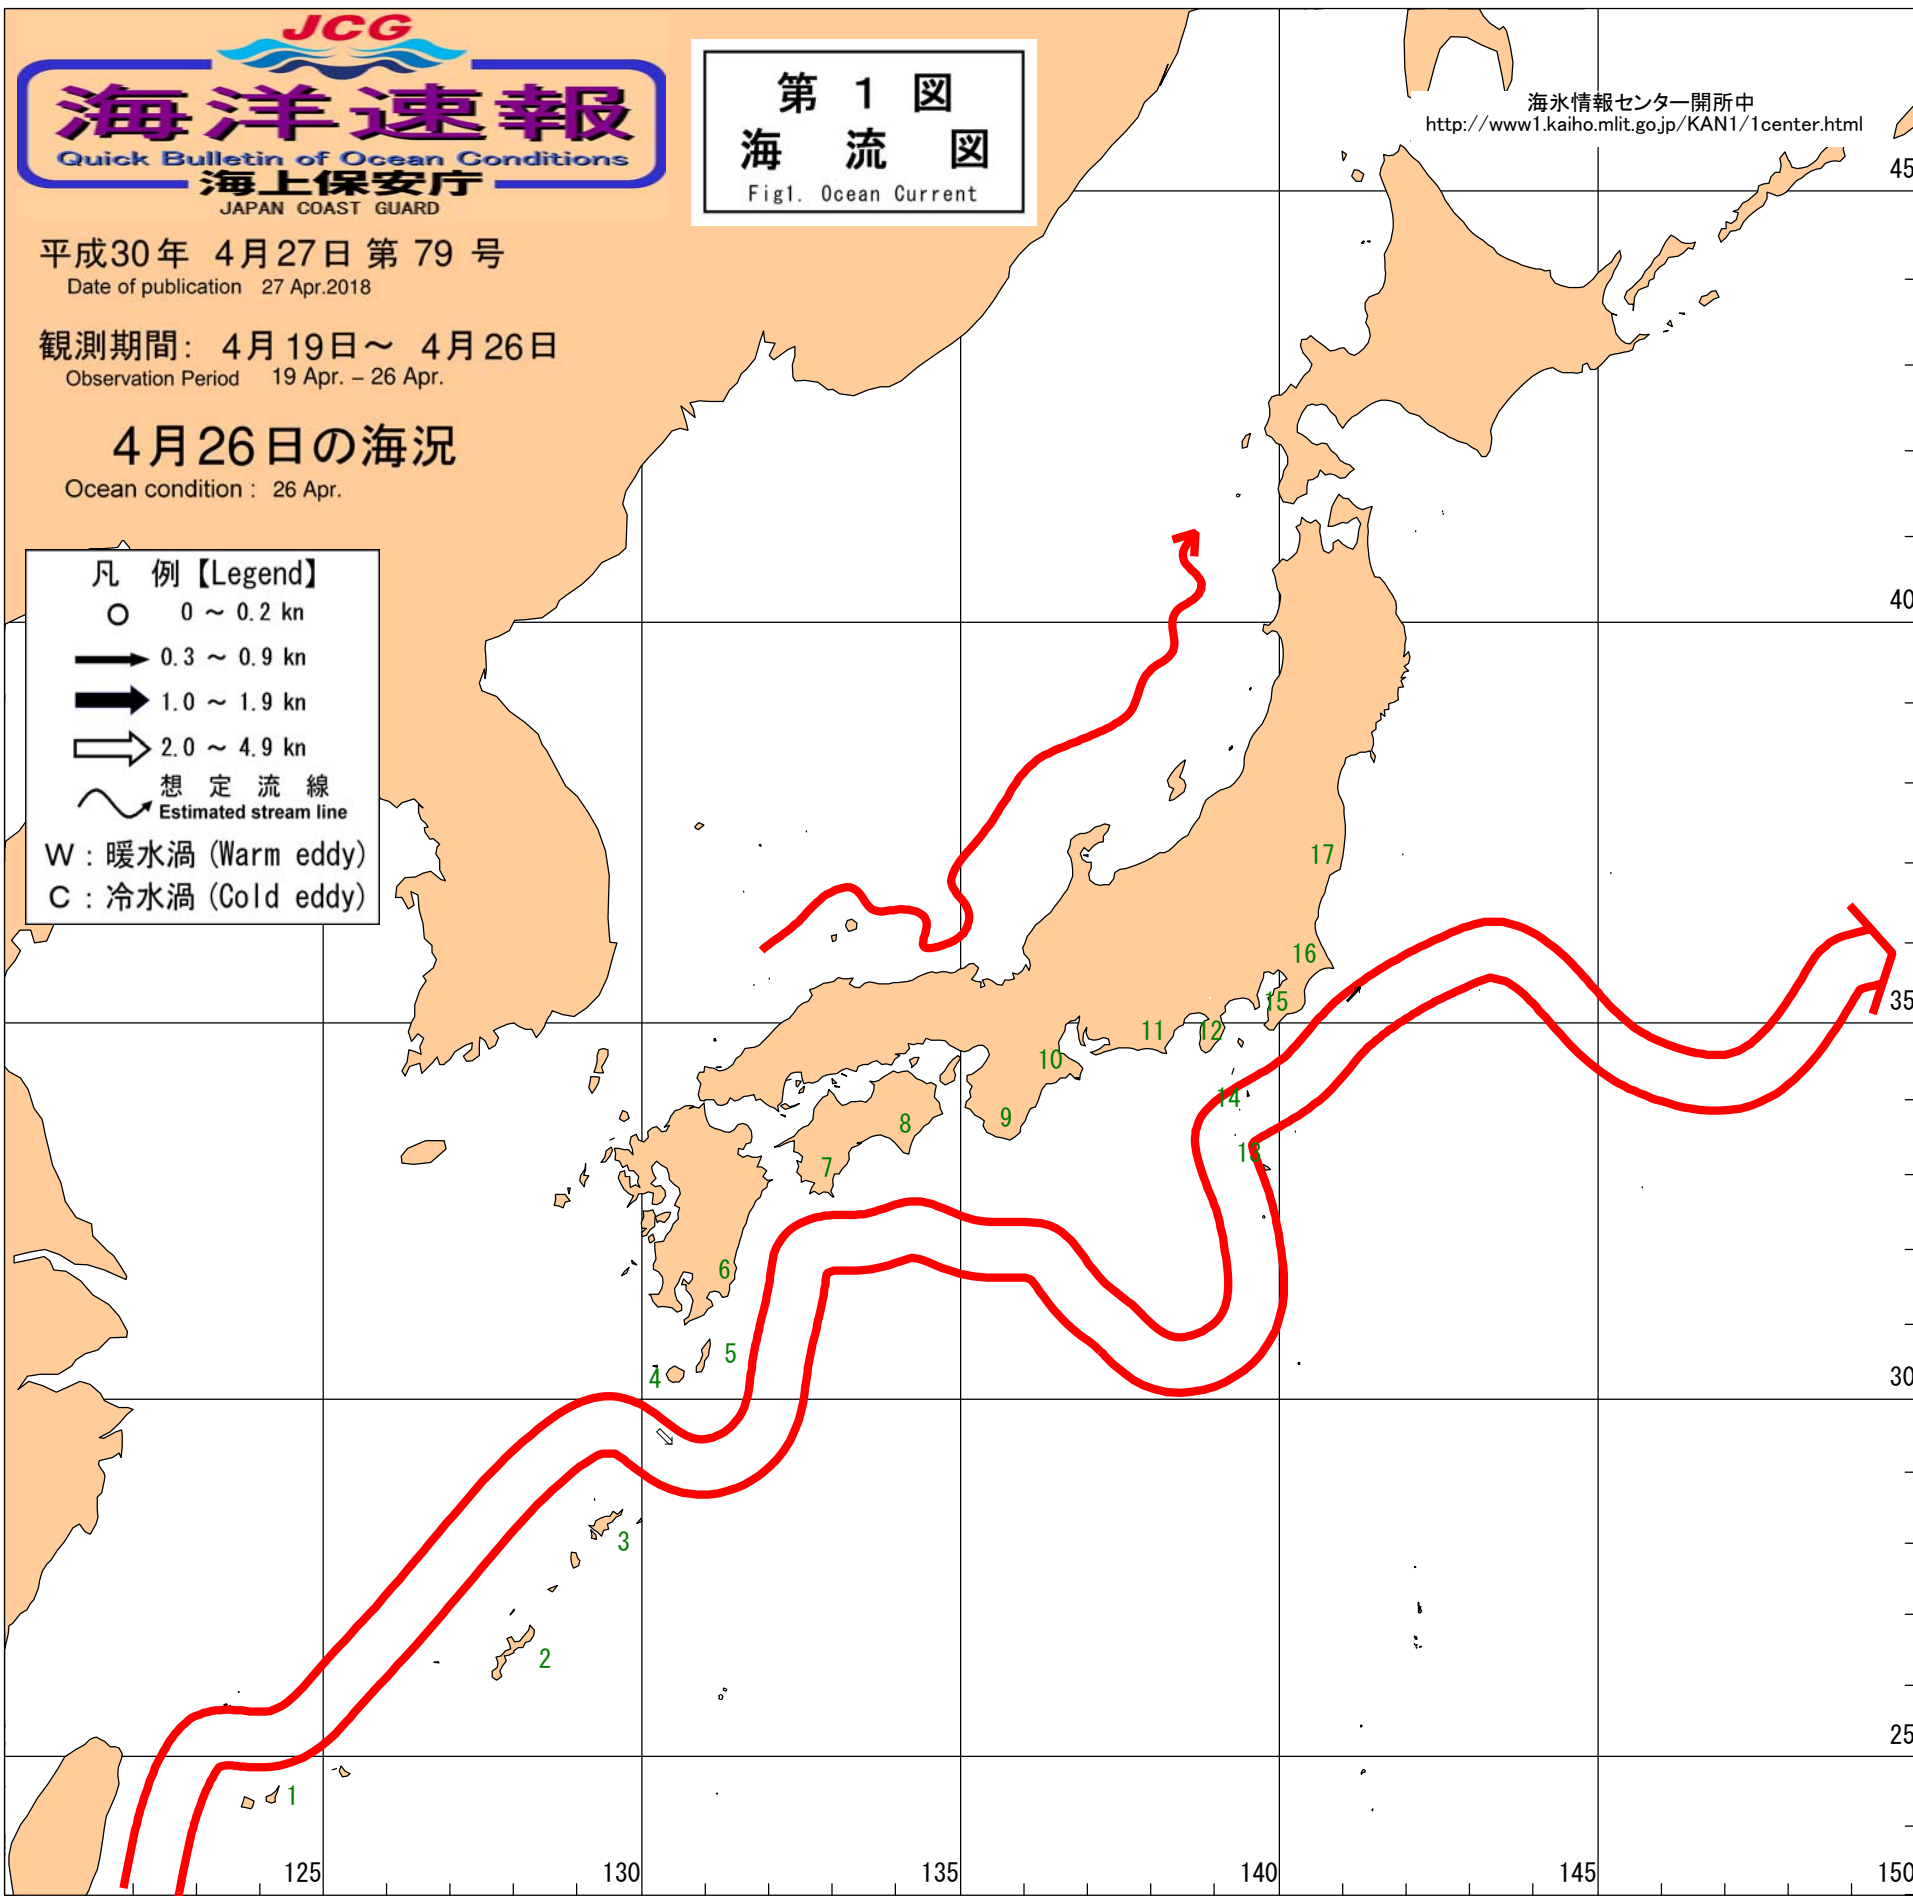 JCG
海洋速報
Quick Bulletin of Ocean Conditions
海上保安庁
JAPAN COAST GUARD
第 1 図
海 流 図
Fig1. Ocean Current
海氷情報センター開所中
http://www1.kaiho.mlit.go.jp/KAN1/1center.html
平成30年 4月27日 第 79 号
Date of publication 27 Apr.2018
観測期間: 4月19日～ 4月26日
Observation Period 19 Apr. – 26 Apr.
4月26日の海況
Ocean condition : 26 Apr.
凡 例【Legend】
0 ～ 0.2 kn
0.3 ～ 0.9 kn
1.0 ～ 1.9 kn
2.0 ～ 4.9 kn
想 定 流 線
Estimated stream line
W : 暖水渦 (Warm eddy)
C : 冷水渦 (Cold eddy)
45
40
17
16
35
15
12
11
10
14
9
8
13
7
6
5
4
30
3
2
25
1
125
130
135
140
145
150